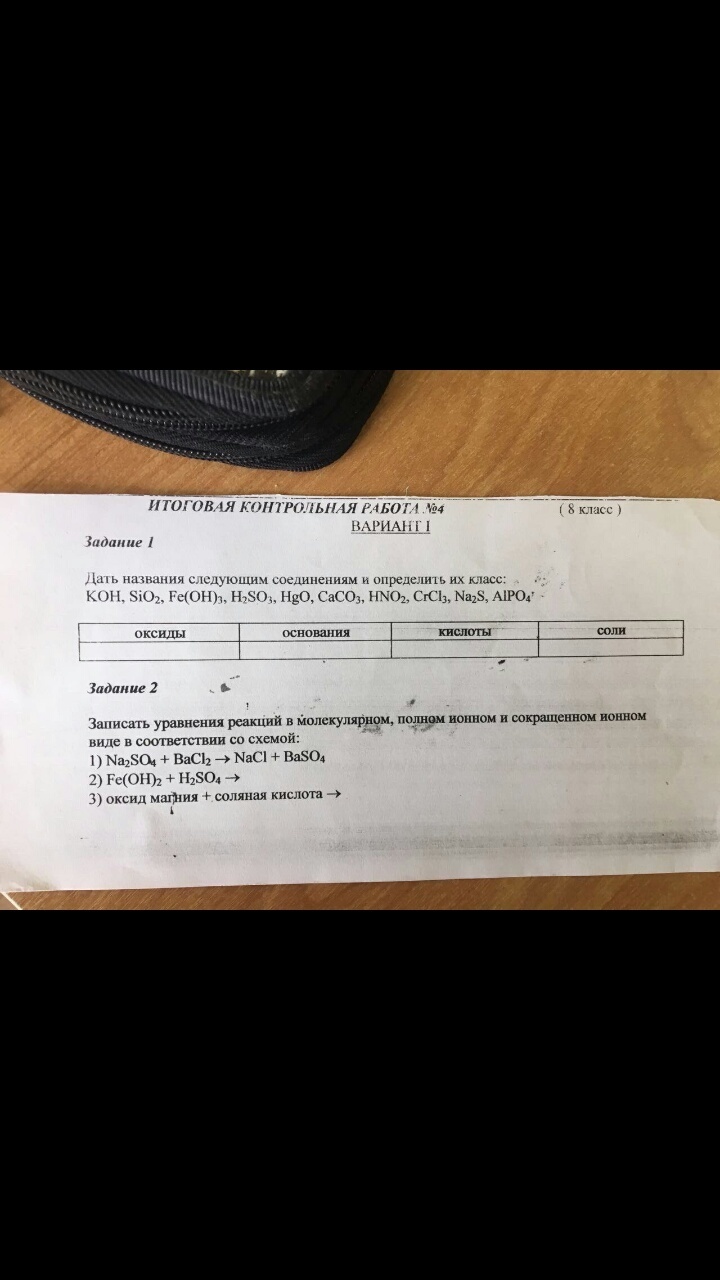 ИТОГОВАЯ КОНТРОЛЬНАЯ РАБОТА №4 ( 8 класс )
ВАРИАНТ I
Задание 1
Дать названия следующим соединениям и определить их класс:
KOH, SiO₂, Fe(OH)₃, H₂SO₃, HgO, CaCO₃, HNO₂, CrCl₃, Na₂S, AlPO₄
оксиды основания кислоты соли
Задание 2
Записать уравнения реакций в молекулярном, полном ионном и сокращенном ионном
виде в соответствии со схемой:
1) Na₂SO₄ + BaCl₂ → NaCl + BaSO₄
2) Fe(OH)₂ + H₂SO₄ →
3) оксид магния + соляная кислота →